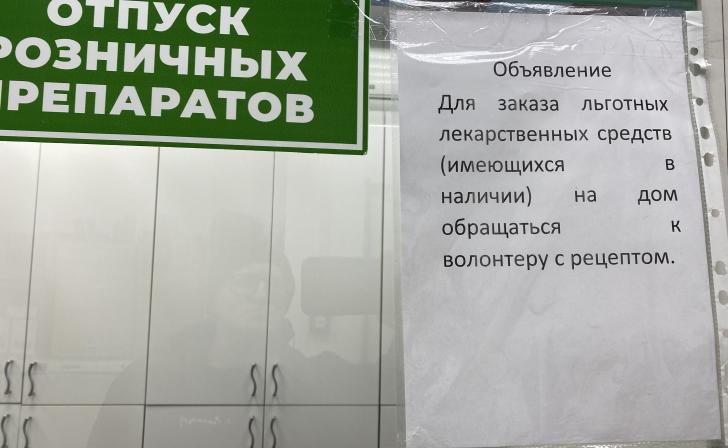 ОТПУСК
РОЗНИЧНЫХ
ПРЕПАРАТОВ
Объявление
Для заказа льготных
лекарственных средств
(имеющихся в
наличии) на дом
обращаться к
волонтеру с рецептом.